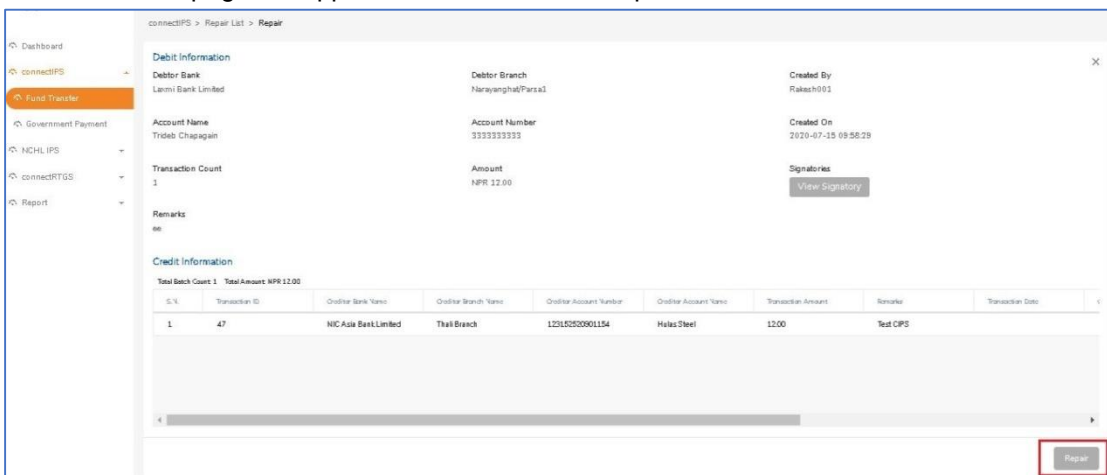 connectIPS > Repair List > Repair
Dashboard
connectIPS
Fund Transfer
Government Payment
NCHL IPS
connectRTGS
Report
Debit Information
Debtor Bank Debtor Branch Created By
Laxmi Bank Limited Narayanghat/Parsa1 Rakesh001
Account Name Account Number Created On
Trideb Chapagain 3333333333 2020-07-15 09:58:29
Transaction Count Amount Signatories
1 NPR 12.00 View Signatory
Remarks
ee
Credit Information
Total Batch Count: 1 Total Amount: NPR 12.00
S.N. Transaction ID Creditor Bank Name Creditor Branch Name Creditor Account Number Creditor Account Name Transaction Amount Remarks Transaction Date
1 47 NIC Asia Bank Limited Thali Branch 123152520901154 Hulas Steel 12.00 Test CIPS
Repair